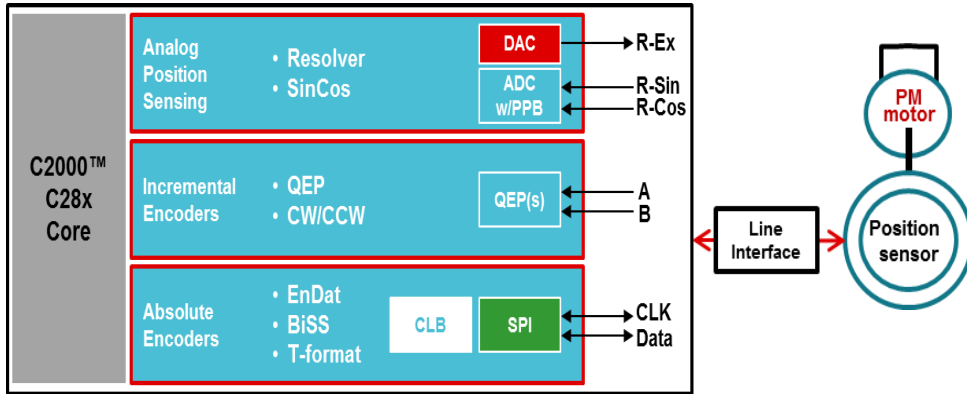 C2000™
C28x
Core
Analog
Position
Sensing
• Resolver
• SinCos
DAC
ADC
w/PPB
R-Ex
R-Sin
R-Cos
Incremental
Encoders
• QEP
• CW/CCW
QEP(s)
A
B
Absolute
Encoders
• EnDat
• BiSS
• T-format
CLB
SPI
CLK
Data
Line
Interface
PM
motor
Position
sensor